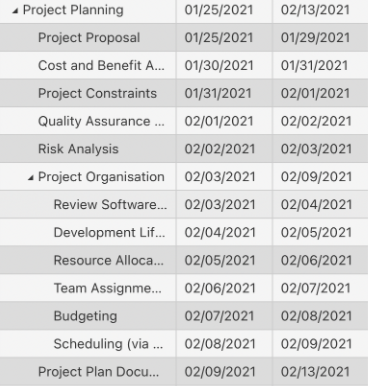 Project Planning 01/25/2021 02/13/2021
Project Proposal 01/25/2021 01/29/2021
Cost and Benefit A... 01/30/2021 01/31/2021
Project Constraints 01/31/2021 02/01/2021
Quality Assurance ... 02/01/2021 02/02/2021
Risk Analysis 02/02/2021 02/03/2021
Project Organisation 02/03/2021 02/09/2021
Review Software... 02/03/2021 02/04/2021
Development Lif... 02/04/2021 02/05/2021
Resource Alloca... 02/05/2021 02/06/2021
Team Assignme... 02/06/2021 02/07/2021
Budgeting 02/07/2021 02/08/2021
Scheduling (via ... 02/08/2021 02/09/2021
Project Plan Docu... 02/09/2021 02/13/2021